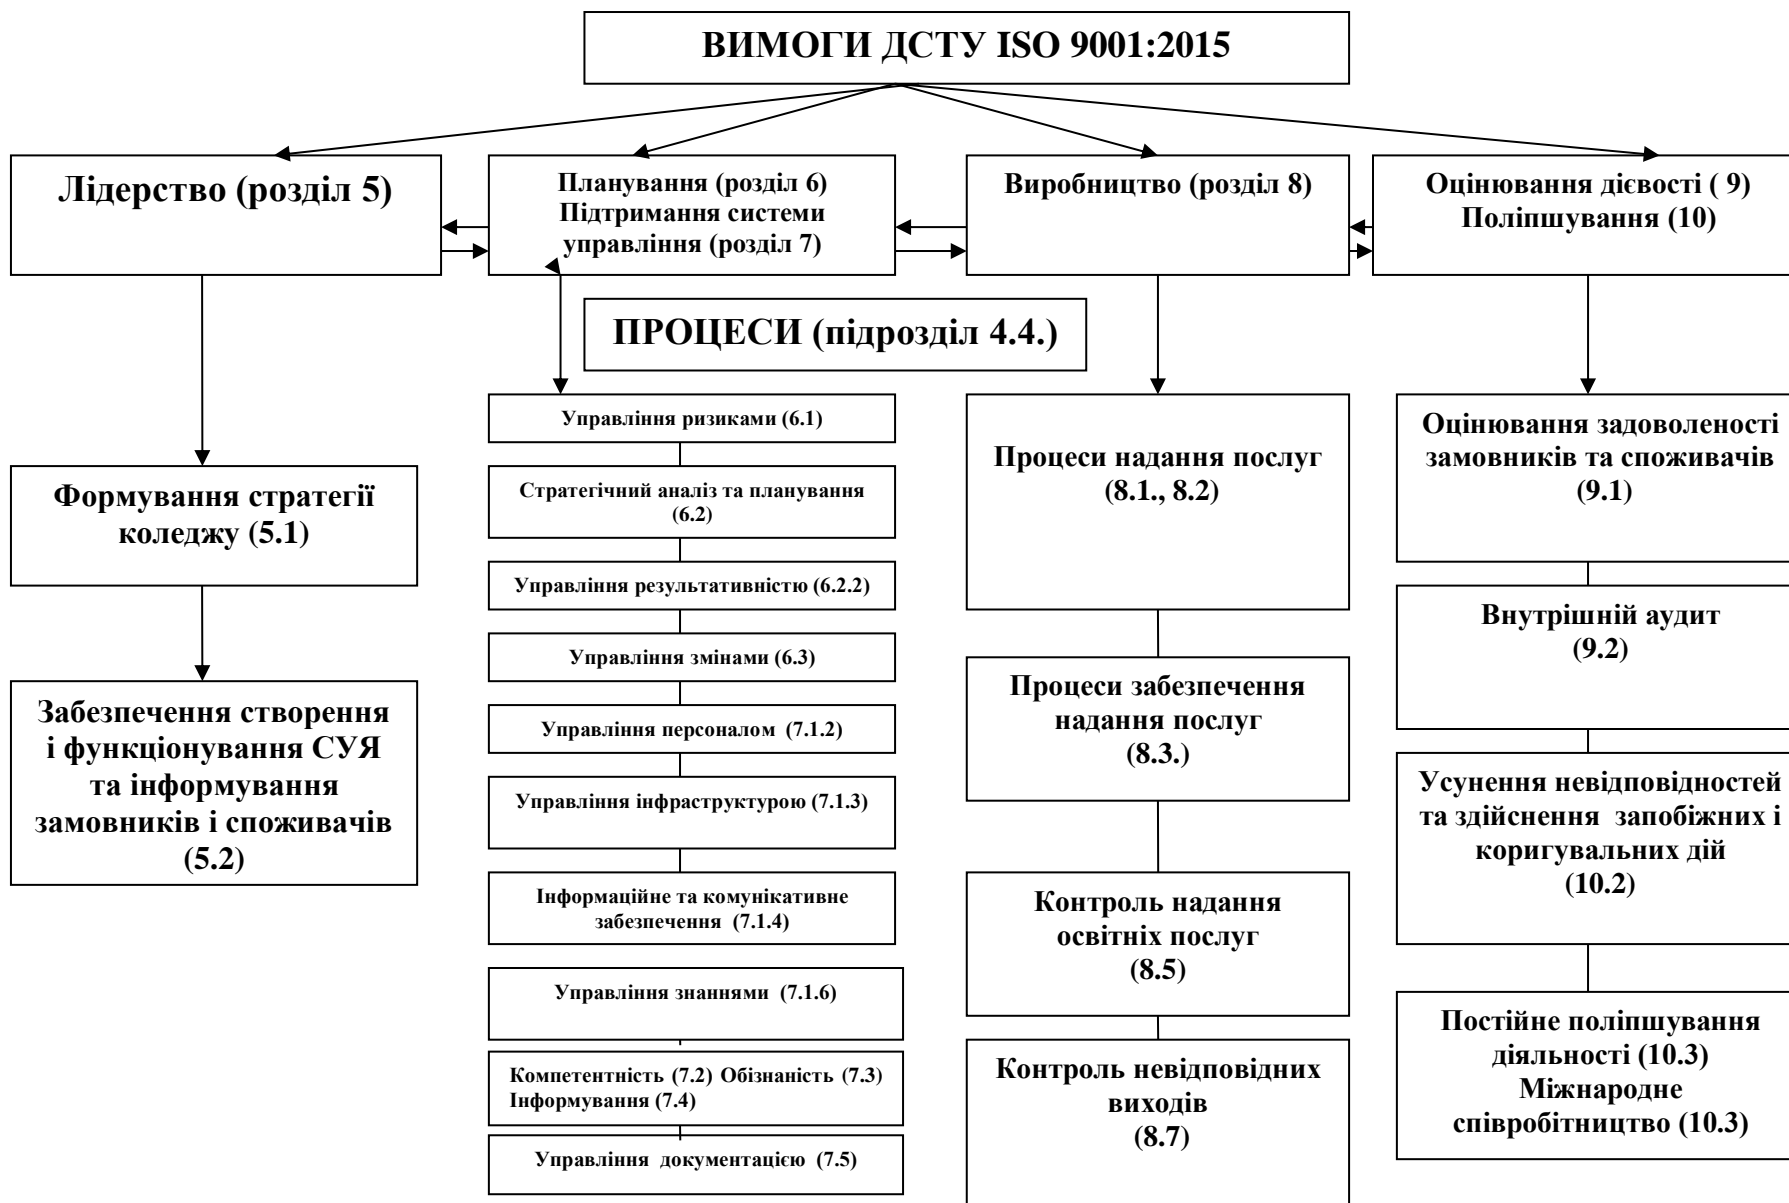 ВИМОГИ ДСТУ ISO 9001:2015
Лідерство (розділ 5)
Планування (розділ 6)
Підтримання системи
управління (розділ 7)
Виробництво (розділ 8)
Оцінювання дієвості ( 9)
Поліпшування (10)
ПРОЦЕСИ (підрозділ 4.4.)
Формування стратегії
коледжу (5.1)
Забезпечення створення
і функціонування СУЯ
та інформування
замовників і споживачів
(5.2)
Управління ризиками (6.1)
Стратегічний аналіз та планування
(6.2)
Управління результативністю (6.2.2)
Управління змінами (6.3)
Управління персоналом (7.1.2)
Управління інфраструктурою (7.1.3)
Інформаційне та комунікативне
забезпечення (7.1.4)
Управління знаннями (7.1.6)
Компетентність (7.2) Обізнаність (7.3)
Інформування (7.4)
Управління документацією (7.5)
Процеси надання послуг
(8.1., 8.2)
Процеси забезпечення
надання послуг
(8.3.)
Контроль надання
освітніх послуг
(8.5)
Контроль невідповідних
виходів
(8.7)
Оцінювання задоволеності
замовників та споживачів
(9.1)
Внутрішній аудит
(9.2)
Усунення невідповідностей
та здійснення запобіжних і
коригувальних дій
(10.2)
Постійне поліпшування
діяльності (10.3)
Міжнародне
співробітництво (10.3)